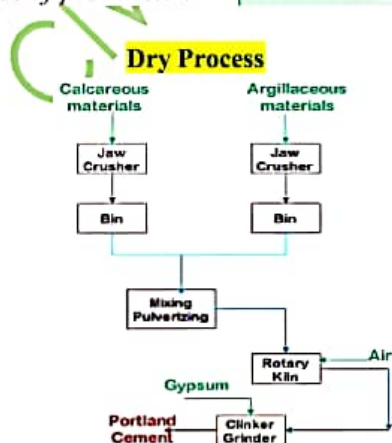 Dry Process
Calcareous
materials
Argillaceous
materials
Jaw
Crusher
Jaw
Crusher
Bin
Bin
Mixing
Pulverizing
Rotary
Kiln
Air
Gypsum
Portland
Cement
Clinker
Grinder